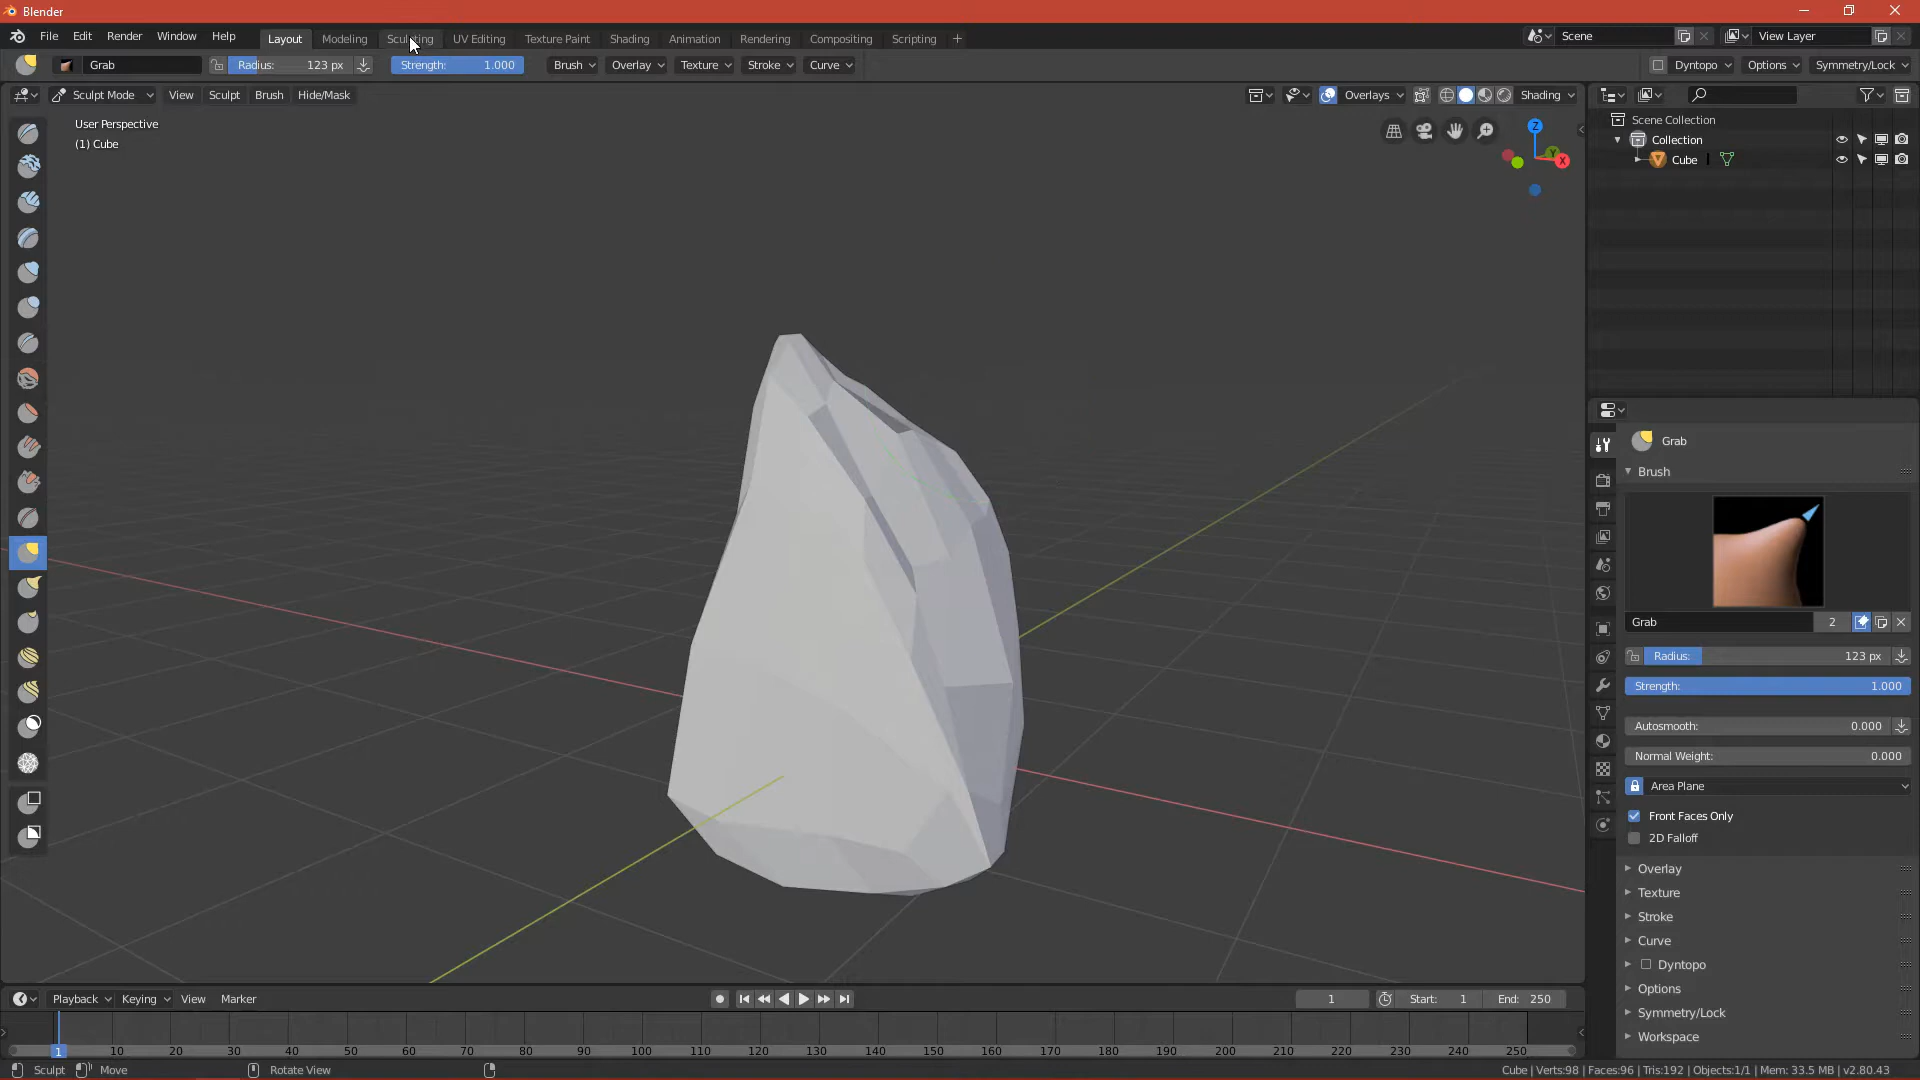 Blender
File Edit Render Window Help Layout Modeling Sculpting UV Editing Texture Paint Shading Animation Rendering Compositing Scripting + Scene View Layer
Grab Radius: 123 px Strength: 1.000 Brush Overlay Texture Stroke Curve Dyntopo Options Symmetry/Lock
Sculpt Mode View Sculpt Brush Hide/Mask Overlays Shading
User Perspective
(1) Cube
Z
Y
X
Scene Collection
Collection
Cube
Grab
Brush
Grab 2
Radius: 123 px
Strength: 1.000
Autosmooth: 0.000
Normal Weight: 0.000
Area Plane
Front Faces Only
2D Falloff
Overlay
Texture
Stroke
Curve
Dyntopo
Options
Symmetry/Lock
Workspace
Playback Keying View Marker 1 Start: 1 End: 250
1 10 20 30 40 50 60 70 80 90 100 110 120 130 140 150 160 170 180 190 200 210 220 230 240 250
Sculpt Move Rotate View Cube | Verts:98 | Faces:96 | Tris:192 | Objects:1/1 | Mem: 33.5 MB | v2.80.43